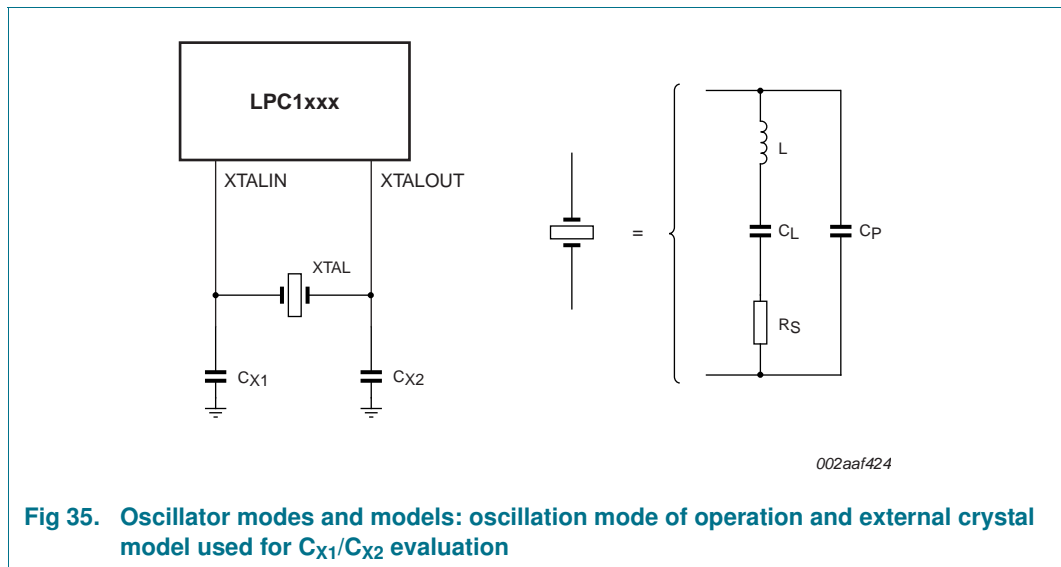 LPC1xxx
XTALIN
XTALOUT
XTAL
CX1
CX2
=
L
CL
CP
RS
002aaf424
Fig 35. Oscillator modes and models: oscillation mode of operation and external crystal
model used for CX1/CX2 evaluation